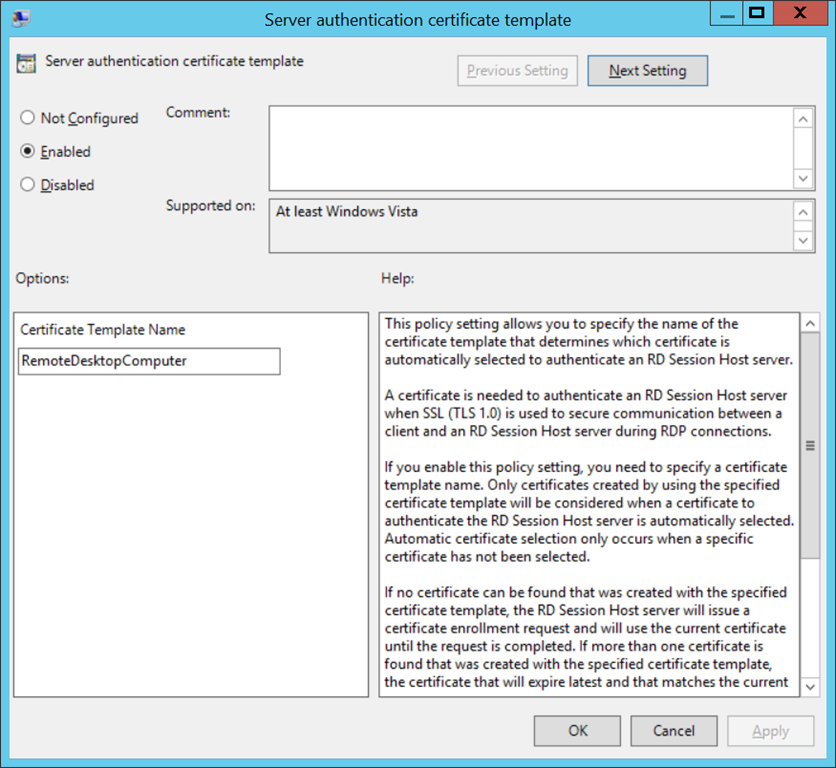 Server authentication certificate template
Server authentication certificate template
Previous Setting
Next Setting
Not Configured
Comment:
Enabled
Disabled
Supported on:
At least Windows Vista
Options:
Help:
Certificate Template Name
RemoteDesktopComputer
This policy setting allows you to specify the name of the
certificate template that determines which certificate is
automatically selected to authenticate an RD Session Host server.
A certificate is needed to authenticate an RD Session Host server
when SSL (TLS 1.0) is used to secure communication between a
client and an RD Session Host server during RDP connections.
If you enable this policy setting, you need to specify a certificate
template name. Only certificates created by using the specified
certificate template will be considered when a certificate to
authenticate the RD Session Host server is automatically selected.
Automatic certificate selection only occurs when a specific
certificate has not been selected.
If no certificate can be found that was created with the specified
certificate template, the RD Session Host server will issue a
certificate enrollment request and will use the current certificate
until the request is completed. If more than one certificate is
found that was created with the specified certificate template,
the certificate that will expire latest and that matches the current
OK
Cancel
Apply